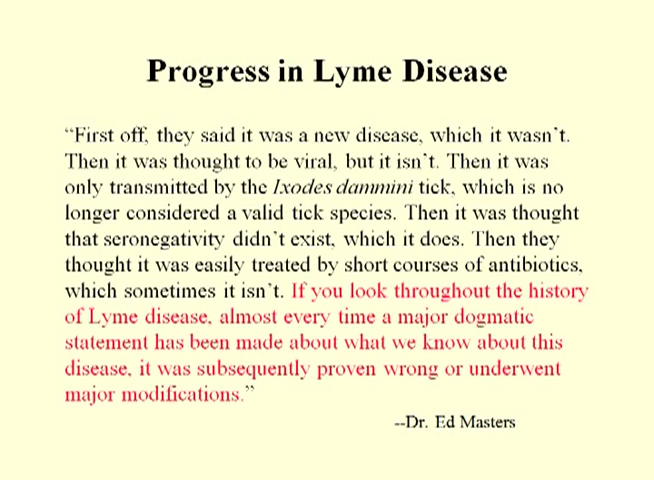 Progress in Lyme Disease
“First off, they said it was a new disease, which it wasn’t.
Then it was thought to be viral, but it isn’t. Then it was
only transmitted by the Ixodes dammini tick, which is no
longer considered a valid tick species. Then it was thought
that seronegativity didn’t exist, which it does. Then they
thought it was easily treated by short courses of antibiotics,
which sometimes it isn’t. If you look throughout the history
of Lyme disease, almost every time a major dogmatic
statement has been made about what we know about this
disease, it was subsequently proven wrong or underwent
major modifications.”
--Dr. Ed Masters